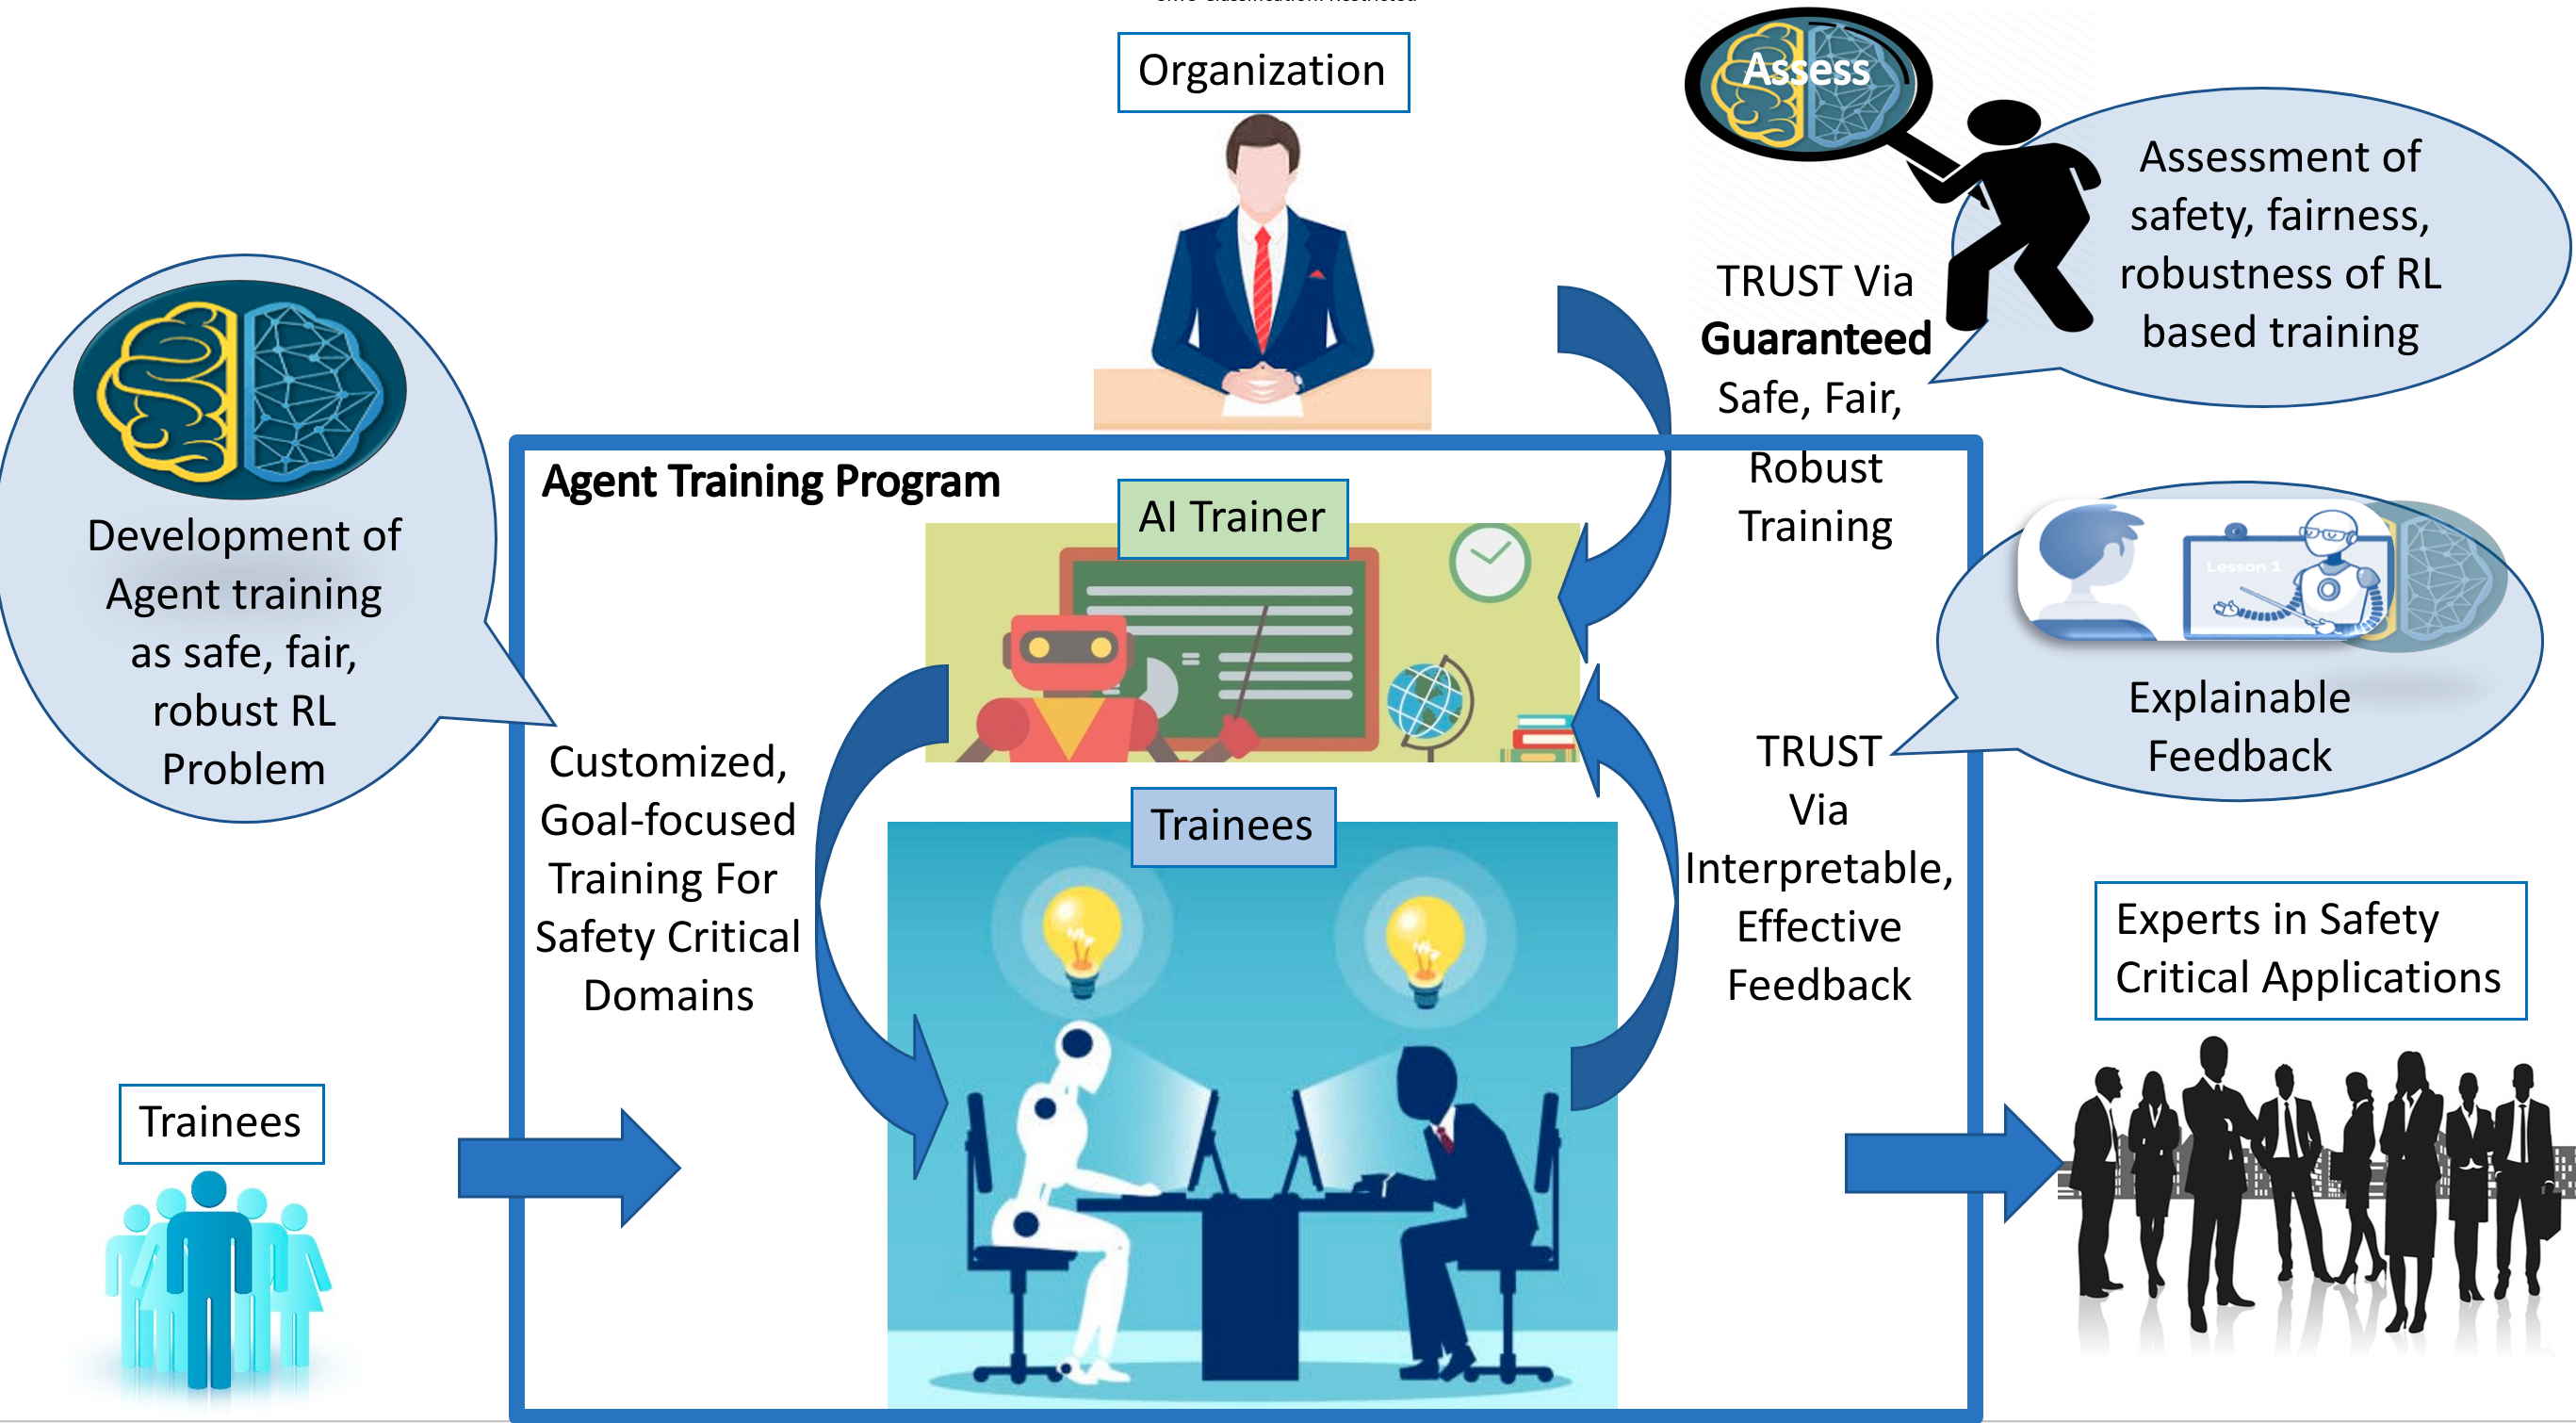 Organization
Assess
Assessment of
safety, fairness,
robustness of RL
based training
TRUST Via
Guaranteed
Safe, Fair,
Robust
Training
Development of
Agent training
as safe, fair,
robust RL
Problem
Agent Training Program
AI Trainer
Lesson 1
Explainable
Feedback
Customized,
Goal-focused
Training For
Safety Critical
Domains
Trainees
TRUST
Via
Interpretable,
Effective
Feedback
Experts in Safety
Critical Applications
Trainees